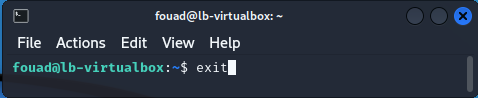 fouad@lb-virtualbox: ~
File Actions Edit View Help
fouad@lb-virtualbox:~$ exit